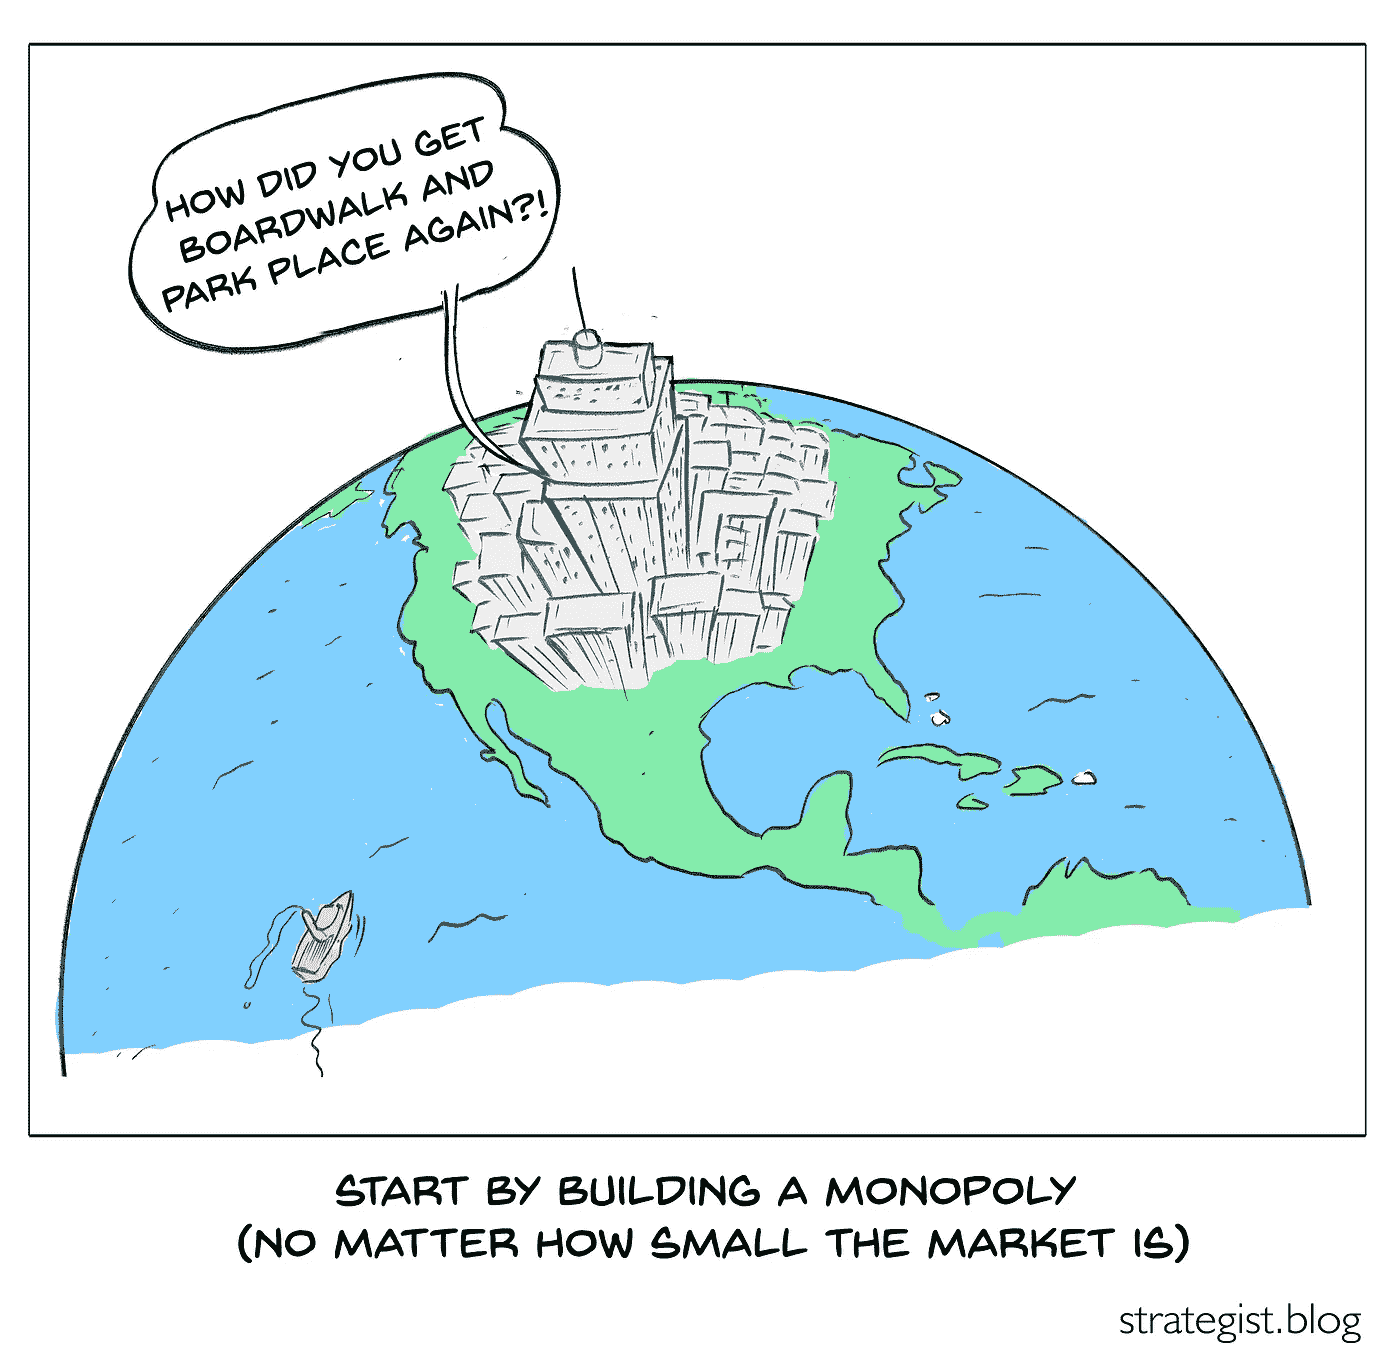 HOW DID YOU GET
BOARDWALK AND
PARK PLACE AGAIN?!
START BY BUILDING A MONOPOLY
(NO MATTER HOW SMALL THE MARKET IS)
strategist.blog